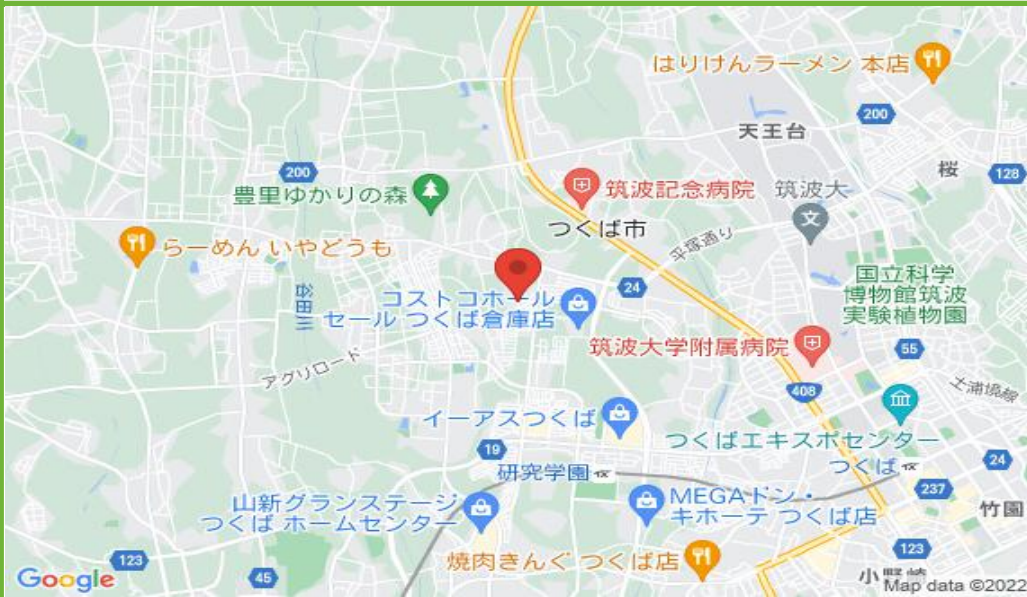 はりけんラーメン 本店
200
天王台
桜
128
200
豊里ゆかりの森
筑波記念病院
筑波大
つくば市
平塚通り
らーめん いやどうも
24
谷田川
コストコホール
セール つくば倉庫店
国立科学
博物館筑波
実験植物園
筑波大学附属病院
55
アグリロード
408
土浦境線
イーアスつくば
つくばエキスポセンター
19
つくば
24
研究学園
237
山新グランステージ
つくば ホームセンター
MEGAドン・
キホーテ つくば店
竹園
123
焼肉きんぐ つくば店
123
45
小野崎
Google
Map data ©2022